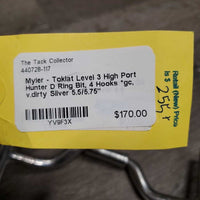 The Tack Collector
440728-117
Myler - Toklat Level 3 High Port
Hunter D Ring Bit, 4 Hooks *gc,
v.dirty Silver 5.5/5.75"
$170.00
YV9F3X
Retail (New) Price
is $